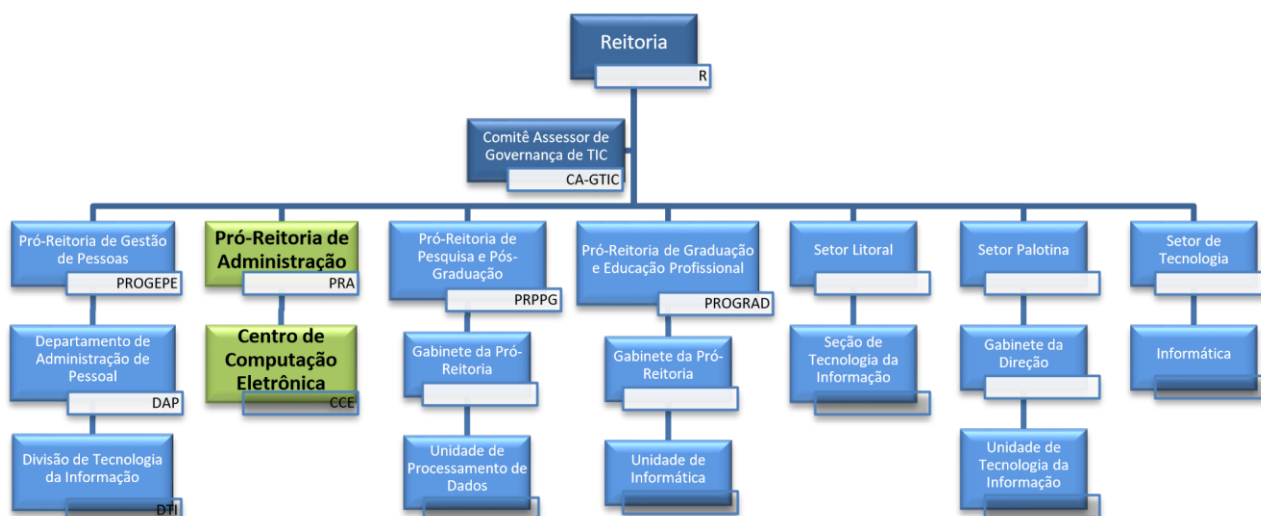 Reitoria
R
Comitê Assessor de
Governança de TIC
CA-GTIC
Pró-Reitoria de Gestão
de Pessoas
PROGEPE
Pró-Reitoria de
Administração
PRA
Pró-Reitoria de
Pesquisa e Pós-
Graduação
PRPPG
Pró-Reitoria de Graduação
e Educação Profissional
PROGRAD
Setor Litoral
Setor Palotina
Setor de
Tecnologia
Departamento de
Administração de
Pessoal
DAP
Centro de
Computação
Eletrônica
CCE
Gabinete da Pró-
Reitoria
Gabinete da Pró-
Reitoria
Seção de
Tecnologia da
Informação
Gabinete da
Direção
Informática
Divisão de Tecnologia
da Informação
DTI
Unidade de
Processamento de
Dados
Unidade de
Informática
Unidade de
Tecnologia da
Informação